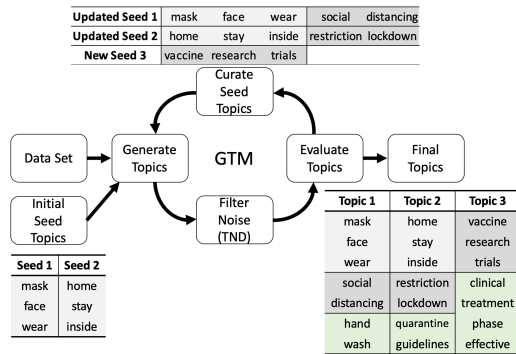 Updated Seed 1 mask face wear social distancing
Updated Seed 2 home stay inside restriction lockdown
New Seed 3 vaccine research trials
Curate
Seed
Topics
Data Set
Generate
Topics
GTM
Evaluate
Topics
Final
Topics
Initial
Seed
Topics
Filter
Noise
(TND)
Seed 1 Seed 2
mask home
face stay
wear inside
Topic 1 Topic 2 Topic 3
mask home vaccine
face stay research
wear inside trials
social restriction clinical
distancing lockdown treatment
hand quarantine phase
wash guidelines effective